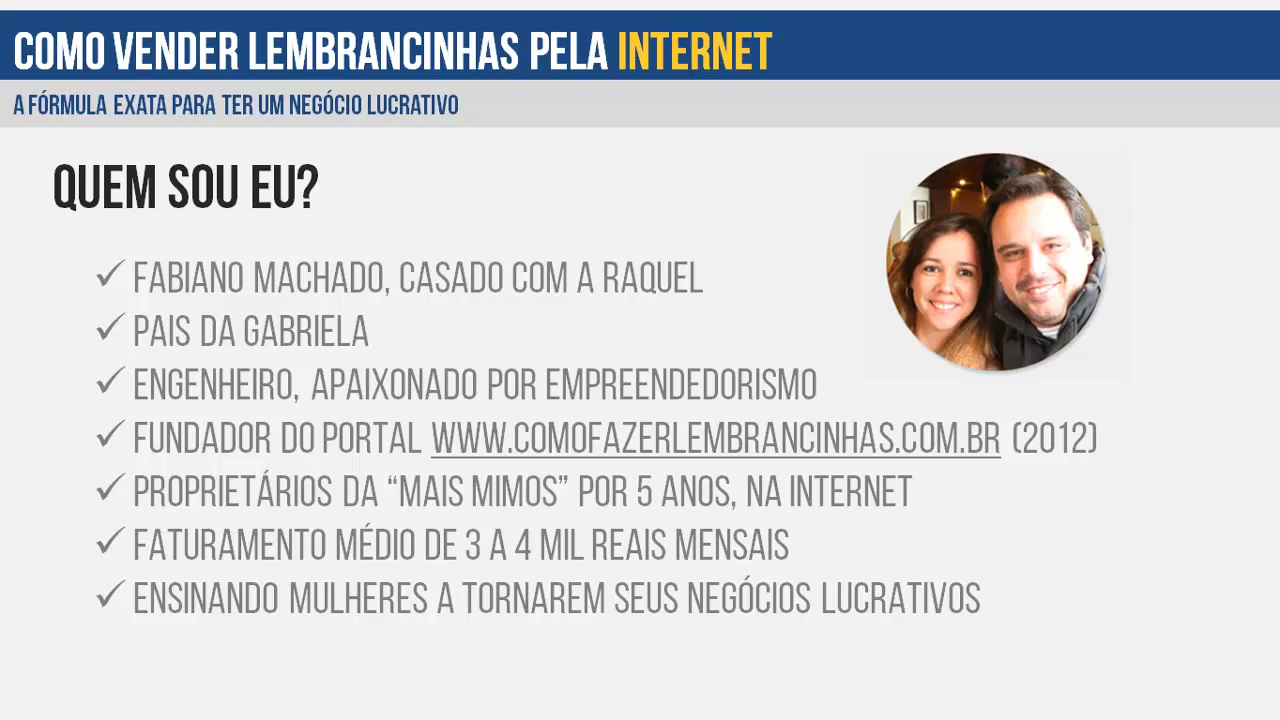 COMO VENDER LEMBRANCINHAS PELA INTERNET
A FÓRMULA EXATA PARA TER UM NEGÓCIO LUCRATIVO
QUEM SOU EU?
✓ FABIANO MACHADO, CASADO COM A RAQUEL
✓ PAIS DA GABRIELA
✓ ENGENHEIRO, APAIXONADO POR EMPREENDEDORISMO
✓ FUNDADOR DO PORTAL WWW.COMOFAZERLEMBRANCINHAS.COM.BR (2012)
✓ PROPRIETÁRIOS DA “MAIS MIMOS” POR 5 ANOS, NA INTERNET
✓ FATURAMENTO MÉDIO DE 3 A 4 MIL REAIS MENSAIS
✓ ENSINANDO MULHERES A TORNAREM SEUS NEGÓCIOS LUCRATIVOS